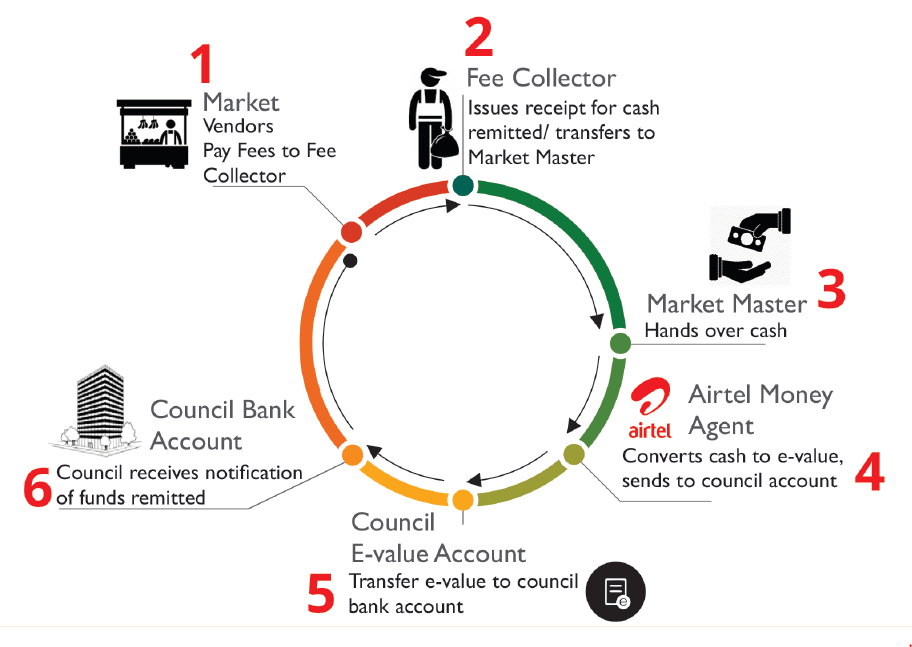 1
Market
Vendors
Pay Fees to Fee
Collector
2
Fee Collector
Issues receipt for cash
remitted/ transfers to
Market Master
3
Market Master
Hands over cash
airtel
Airtel Money
Agent
Converts cash to e-value,
sends to council account
4
Council
E-value Account
5
Transfer e-value to council
bank account
e
Council Bank
Account
6
Council receives notification
of funds remitted